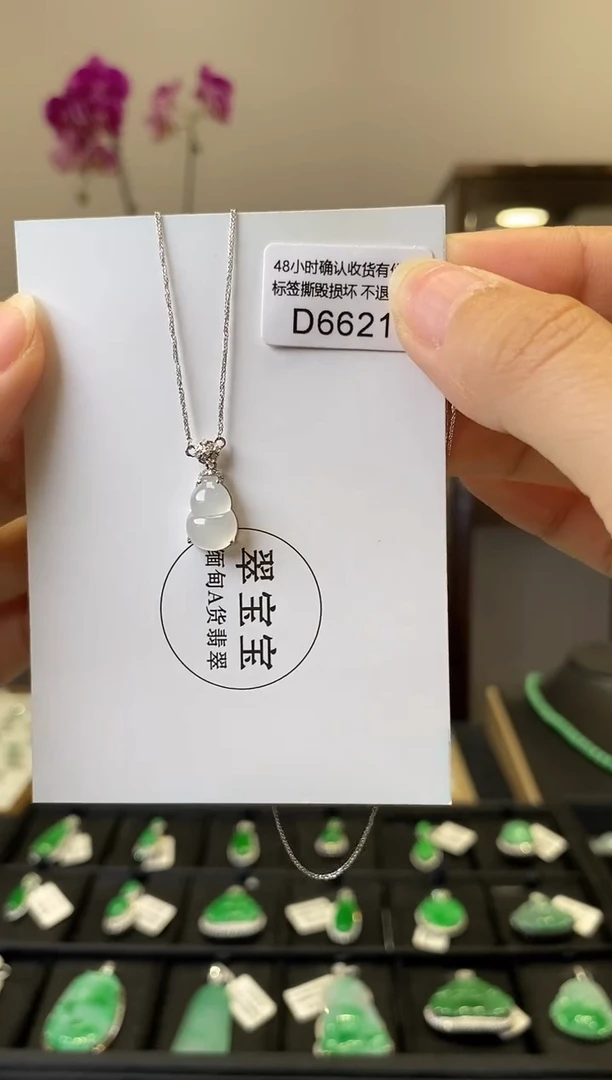 48小时确认收货有
标签撕毁损坏 不退
D6621
翠宝宝
缅甸A货翡翠